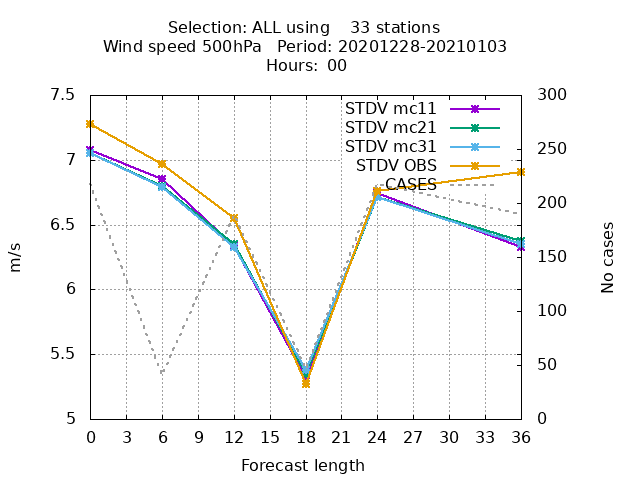 Selection: ALL using    33 stations
Wind speed 500hPa   Period: 20201228-20210103
Hours: 00
7.5
7
6.5
6
5.5
5
m/s
300
250
200
150
100
50
0
No cases
STDV mc11
STDV mc21
STDV mc31
STDV OBS
CASES
0 3 6 9 12 15 18 21 24 27 30 33 36
Forecast length